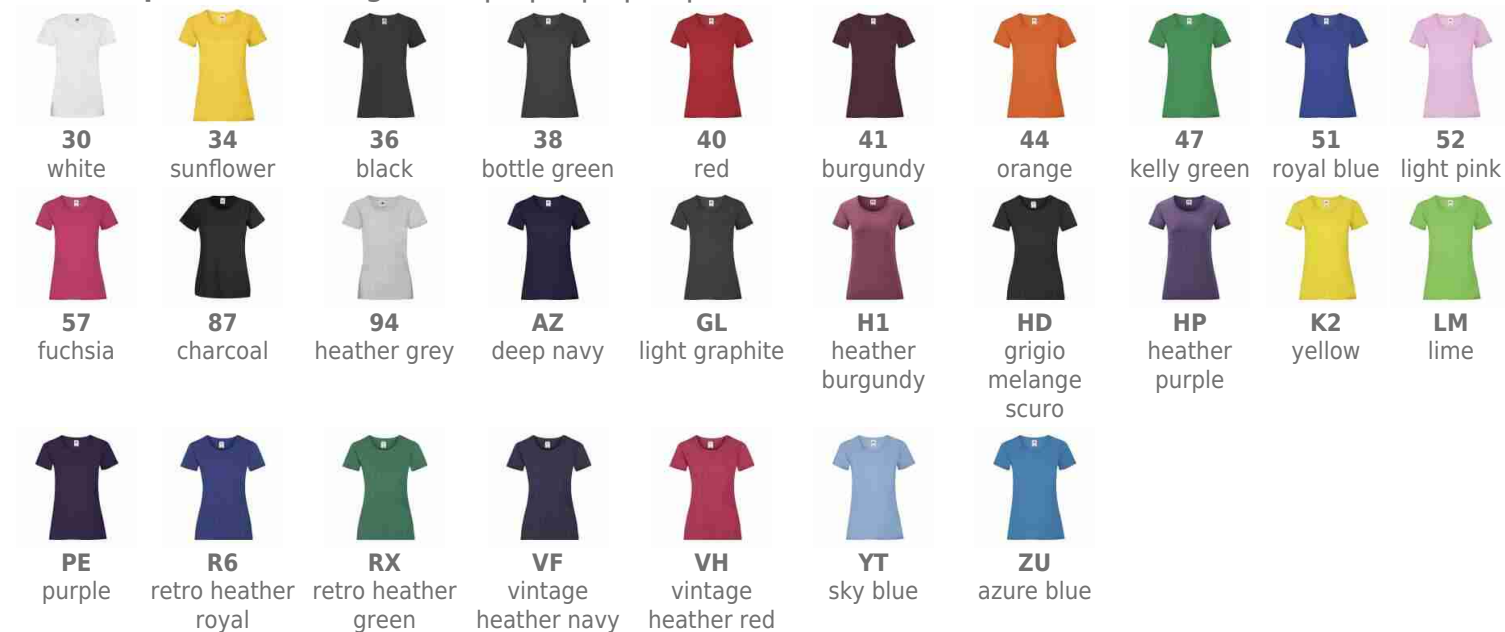 30 34 36 38 40 41 44 47 51 52
white sunflower black bottle green red burgundy orange kelly green royal blue light pink
57 87 94 AZ GL H1 HD HP K2 LM
fuchsia charcoal heather grey deep navy light graphite heather grigio heather yellow lime
burgundy melange purple
scuro
PE R6 RX VF VH YT ZU
purple retro heather retro heather vintage vintage sky blue azure blue
royal green heather navy heather red